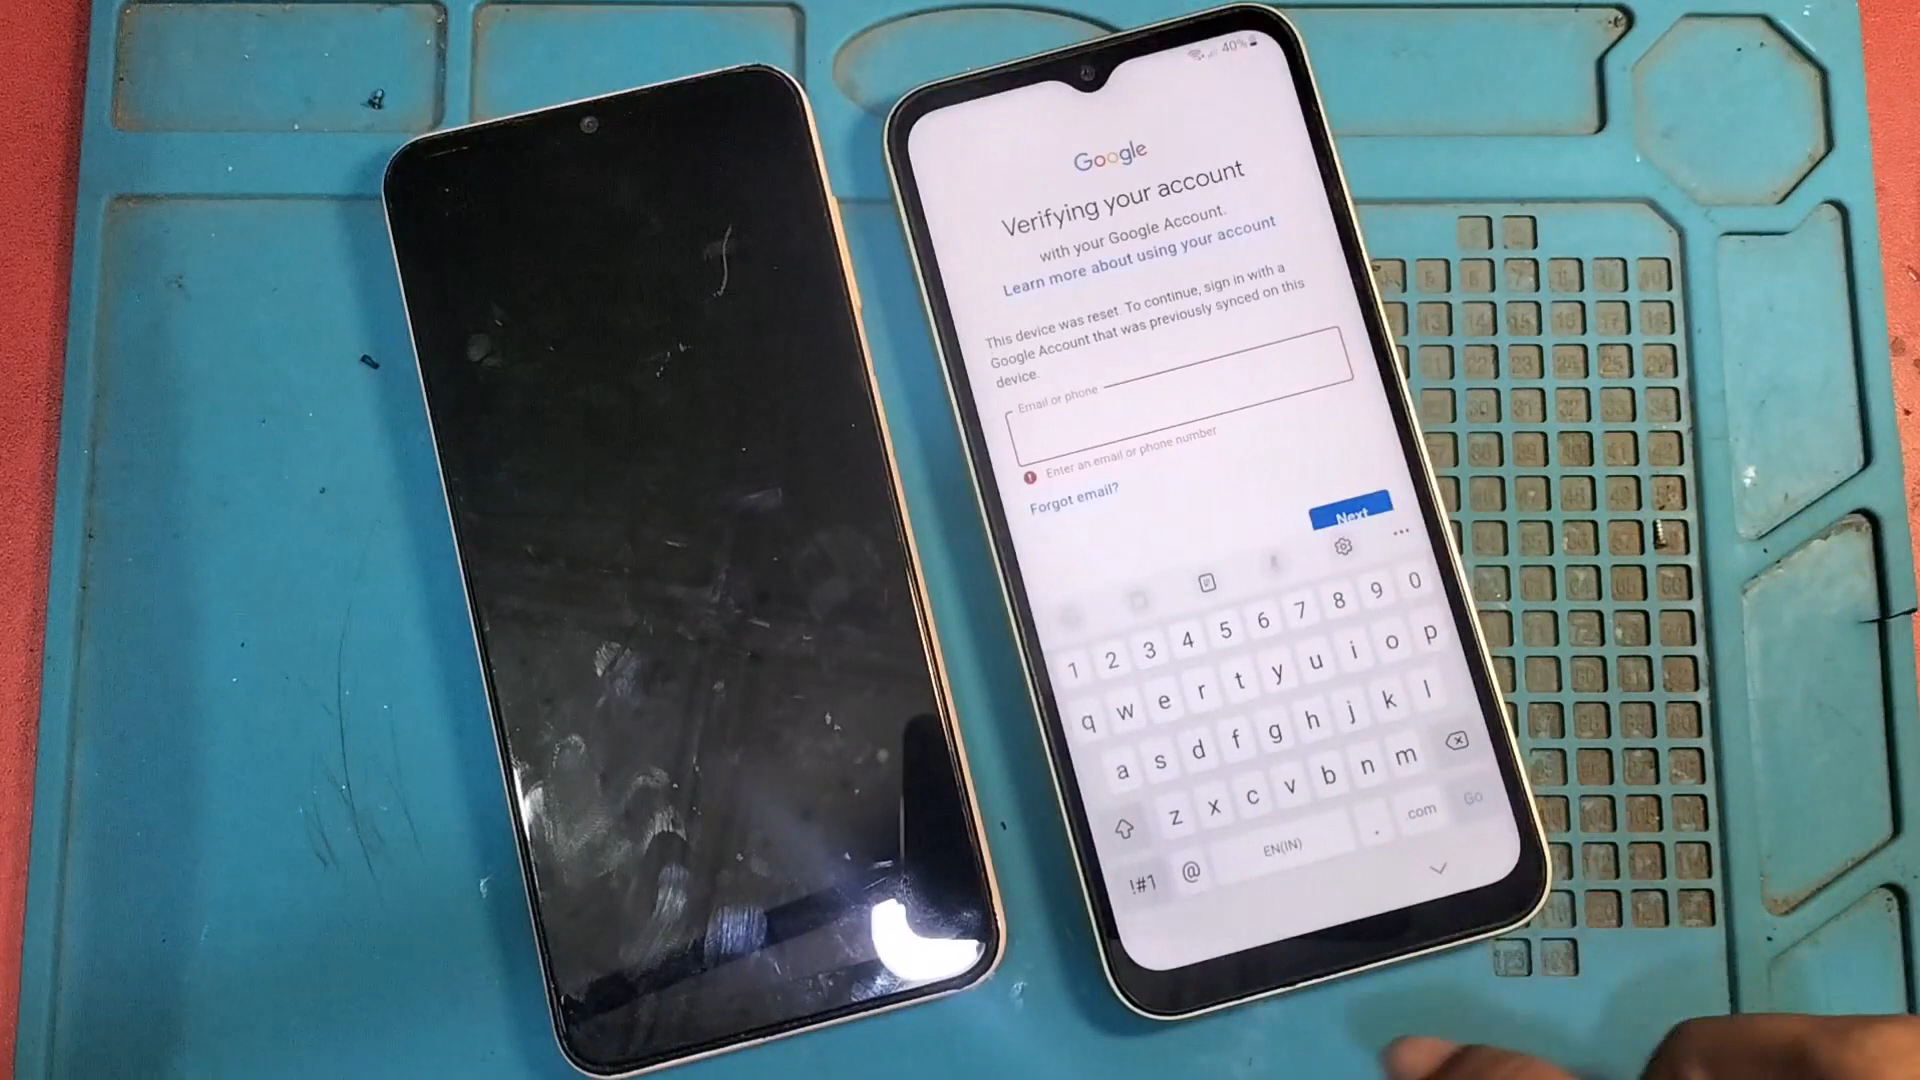 40%
Google
Verifying your account
with your Google Account.
Learn more about using your account
This device was reset. To continue, sign in with a
Google Account that was previously synced on this
device.
Email or phone
Enter an email or phone number
Forgot email?
Next
1 2 3 4 5 6 7 8 9 0
q w e r t y u i o p
a s d f g h j k l
z x c v b n m
!#1 @ EN(IN) . .com Go